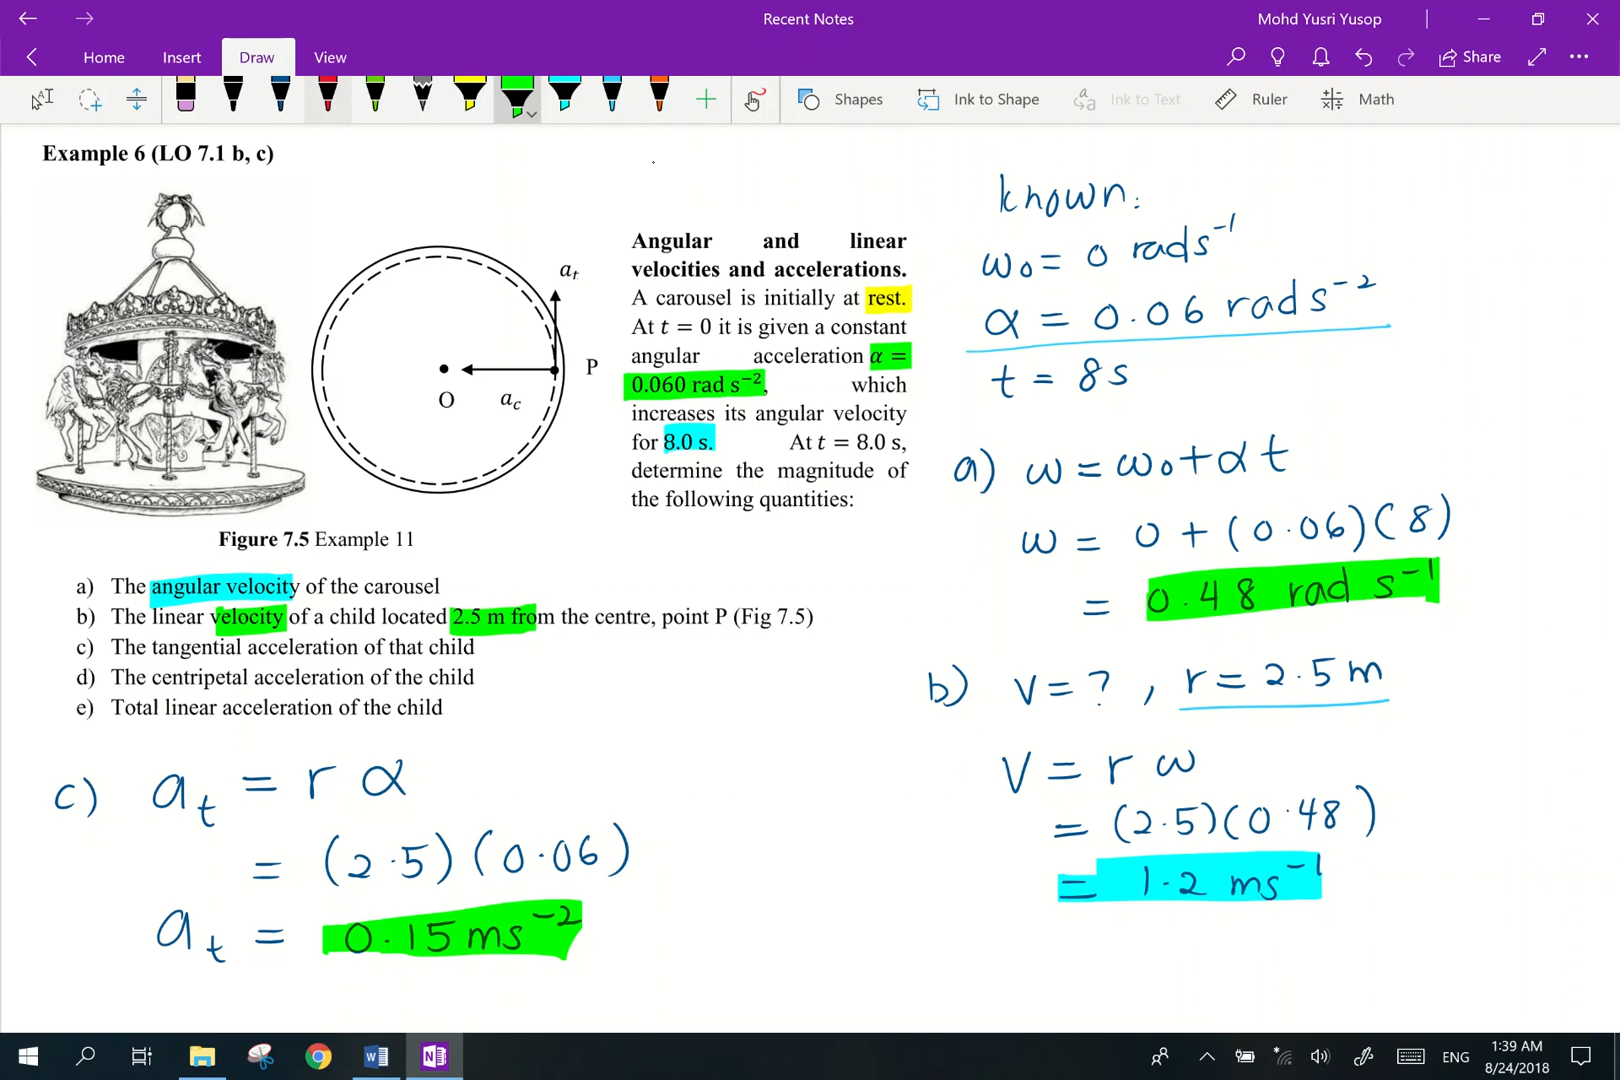 Recent Notes
Mohd Yusri Yusop
Home Insert Draw View
Share
Shapes Ink to Shape Ink to Text Ruler Math
Example 6 (LO 7.1 b, c)
a_t
P
O
a_c
Figure 7.5 Example 11
Angular and linear
velocities and accelerations.
A carousel is initially at rest.
At t = 0 it is given a constant
angular acceleration α =
0.060 rad s⁻², which
increases its angular velocity
for 8.0 s. At t = 8.0 s,
determine the magnitude of
the following quantities:
a) The angular velocity of the carousel
b) The linear velocity of a child located 2.5 m from the centre, point P (Fig 7.5)
c) The tangential acceleration of that child
d) The centripetal acceleration of the child
e) Total linear acceleration of the child
known:
ω₀ = 0 rads⁻¹
α = 0.06 rads⁻²
t = 8s
a) ω = ω₀ + αt
ω = 0 + (0.06)(8)
= 0.48 rad s⁻¹
b) v = ? , r = 2.5 m
V = r ω
= (2.5)(0.48)
= 1.2 ms⁻¹
c) a_t = r α
= (2.5)(0.06)
a_t = 0.15 ms⁻²
ENG
1:39 AM
8/24/2018